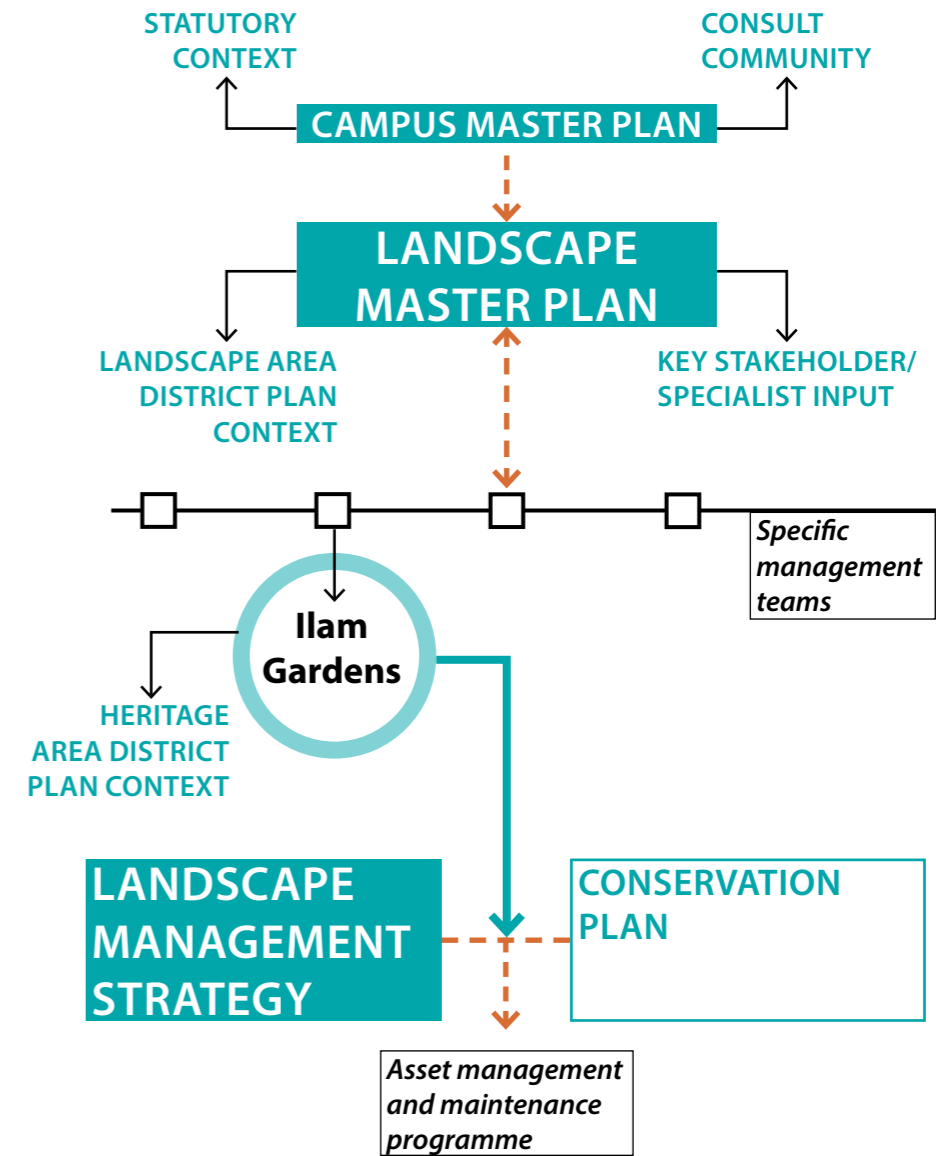 STATUTORY
CONTEXT
CONSULT
COMMUNITY
CAMPUS MASTER PLAN
LANDSCAPE
MASTER PLAN
LANDSCAPE AREA
DISTRICT PLAN
CONTEXT
KEY STAKEHOLDER/
SPECIALIST INPUT
Specific
management
teams
Ilam
Gardens
HERITAGE
AREA DISTRICT
PLAN CONTEXT
LANDSCAPE
MANAGEMENT
STRATEGY
CONSERVATION
PLAN
Asset management
and maintenance
programme